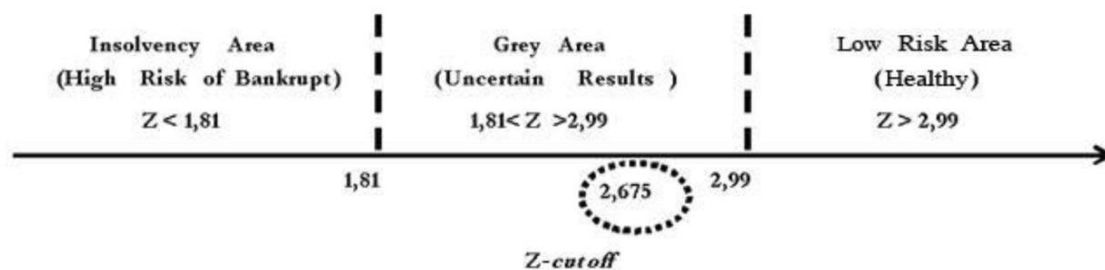 Insolvency Area
(High Risk of Bankrupt)
Z < 1,81
Grey Area
(Uncertain Results )
1,81< Z >2,99
Low Risk Area
(Healthy)
Z > 2,99
1,81
2,675
2,99
Z-cutoff